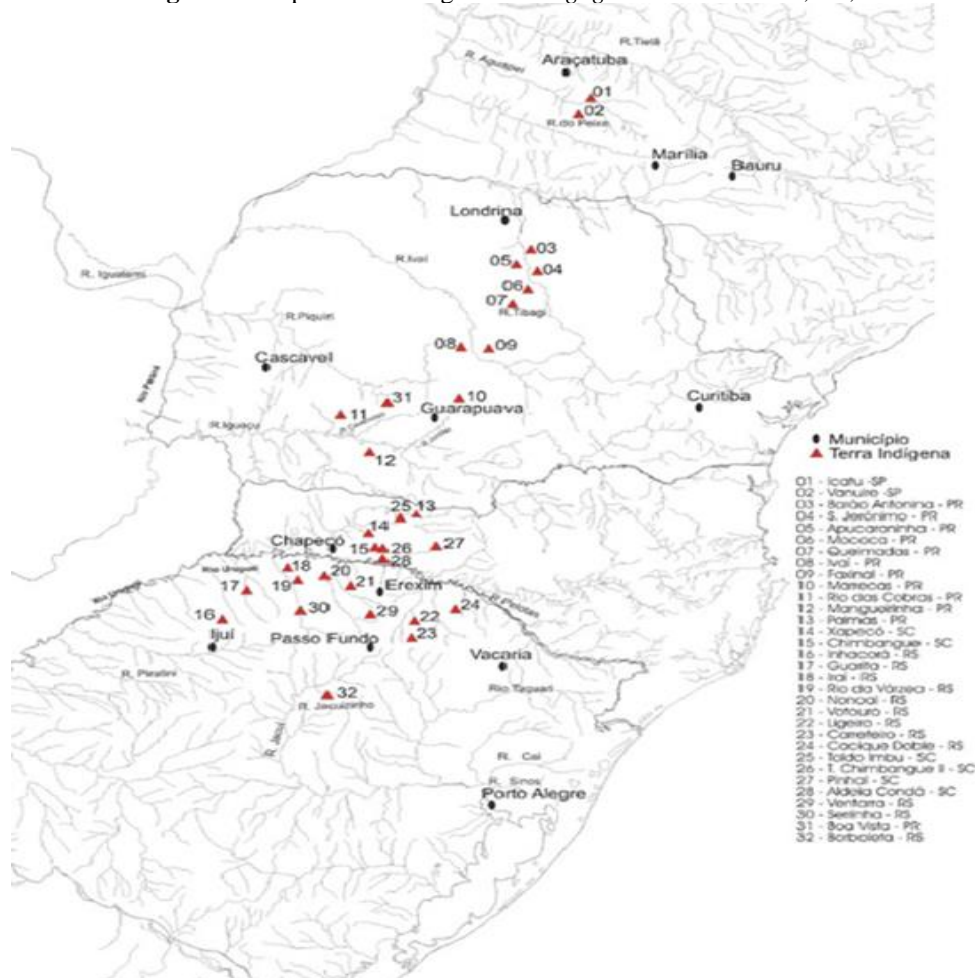 R. Tietê
Araçatuba
R. Aguapeí
01
02
R. do Peixe
Marília
Bauru
Londrina
03
05
04
R. Ivaí
06
07
R. Tibagi
R. Iguatemi
R. Piquiri
08
09
Cascavel
Rio Paraná
31
10
Curitiba
11
Guarapuava
R. Iguaçu
12
25 13
14
Chapecó
15 26 27
28
Rio Uruguai
Rio Uruguai
18
20
19
21
Erexim
17
R. Pelotas
30
29
24
16
22
Ijuí
Passo Fundo
23
Vacaria
R. Piratini
Rio Taquari
32
R. Jacuizinho
R. Jacuí
R. Caí
R. Sinos
Porto Alegre
Município
Terra Indígena
01 - Icatu -SP
02 - Vanuire -SP
03 - Barão Antonina - PR
04 - S. Jerônimo - PR
05 - Apucaraninha - PR
06 - Mococa - PR
07 - Queimadas - PR
08 - Ivaí - PR
09 - Faxinal - PR
10 - Marrecas - PR
11 - Rio das Cobras - PR
12 - Mangueirinha - PR
13 - Palmas - PR
14 - Xapecó - SC
15 - Chimbangue - SC
16 - Inhacorá - RS
17 - Guarita - RS
18 - Iraí - RS
19 - Rio da Várzea - RS
20 - Nonoai - RS
21 - Votouro - RS
22 - Ligeiro - RS
23 - Carreteiro - RS
24 - Cacique Doble - RS
25 - Toldo Imbu - SC
26 - T. Chimbangue II - SC
27 - Pinhal - SC
28 - Aldeia Condá - SC
29 - Ventarra - RS
30 - Serrinha - RS
31 - Boa Vista - PR
32 - Borboleta - RS